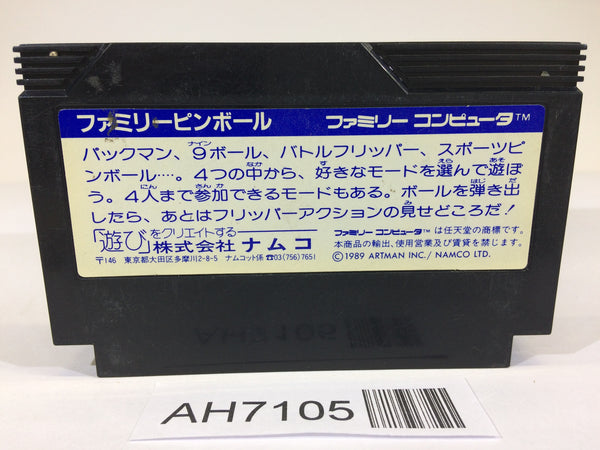 ファミリーピンボール ファミリー コンピュータ™
パックマン、9ボール、バトルフリッパー、スポーツピ
ンボール‥‥。4つの中から、好きなモードを選んで遊ぼ
う。4人まで参加できるモードもある。ボールを弾き出
したら、あとはフリッパーアクションの見せどころだ!
「遊び」をクリエイトする 株式会社 ナムコ
〒146 東京都大田区多摩川2-8-5 ナムコット係 ☎03(756)7651
ファミリー コンピュータ™は任天堂の商標です。
本商品の輸出、使用営業及び賃貸を禁じます。
©1989 ARTMAN INC./ NAMCO LTD.
AH7105